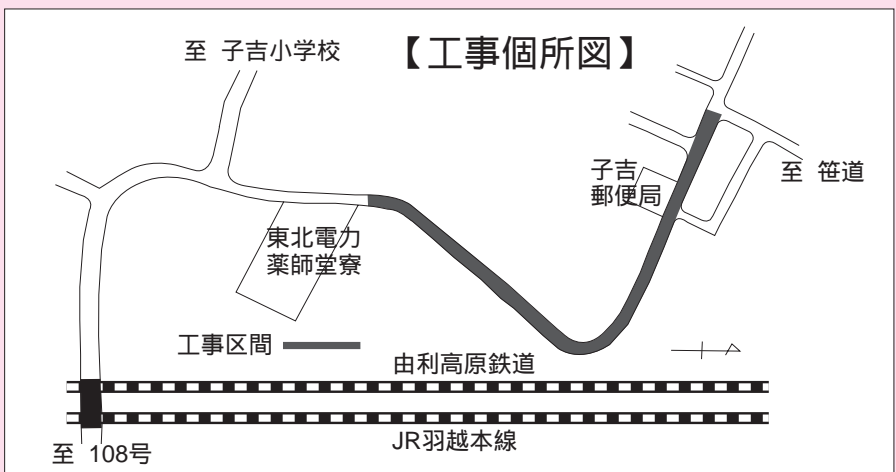 【工事個所図】
至 子吉小学校
子吉
郵便局
至 笹道
東北電力
薬師堂寮
工事区間
由利高原鉄道
JR羽越本線
至 108号